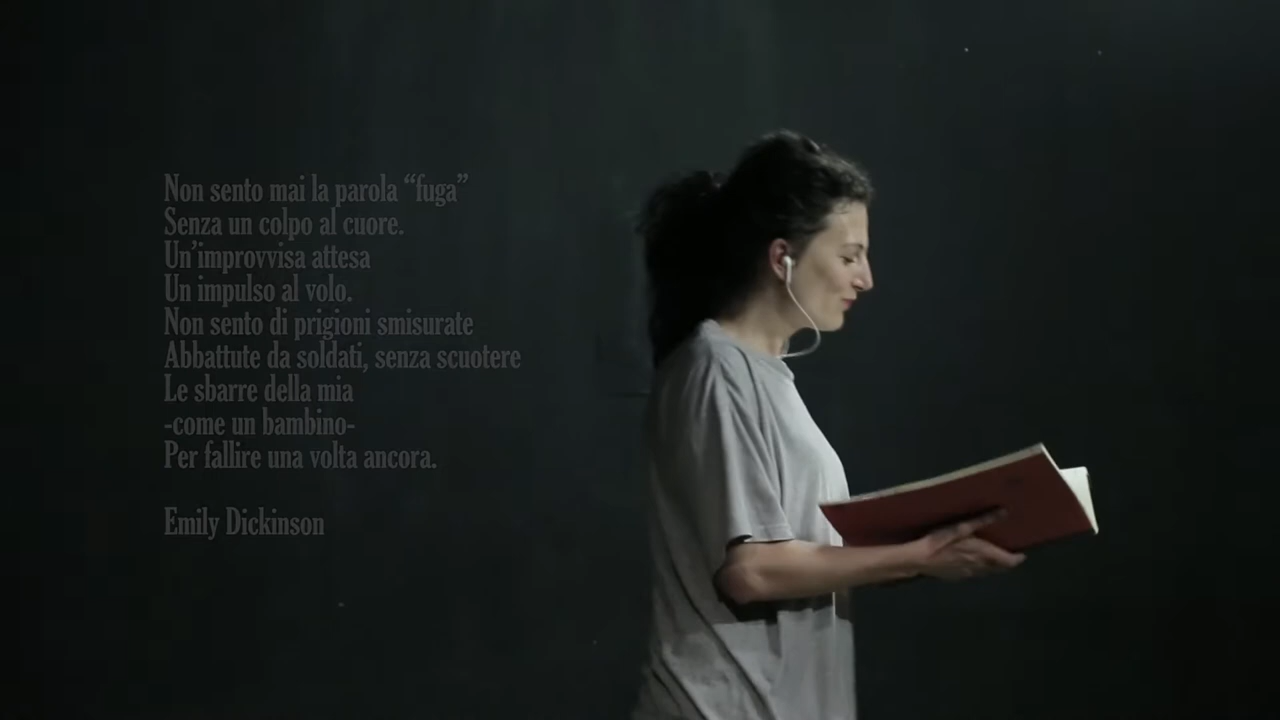 Non sento mai la parola “fuga”
Senza un colpo al cuore.
Un’improvvisa attesa
Un impulso al volo.
Non sento di prigioni smisurate
Abbattute da soldati, senza scuotere
Le sbarre della mia
-come un bambino-
Per fallire una volta ancora.
Emily Dickinson